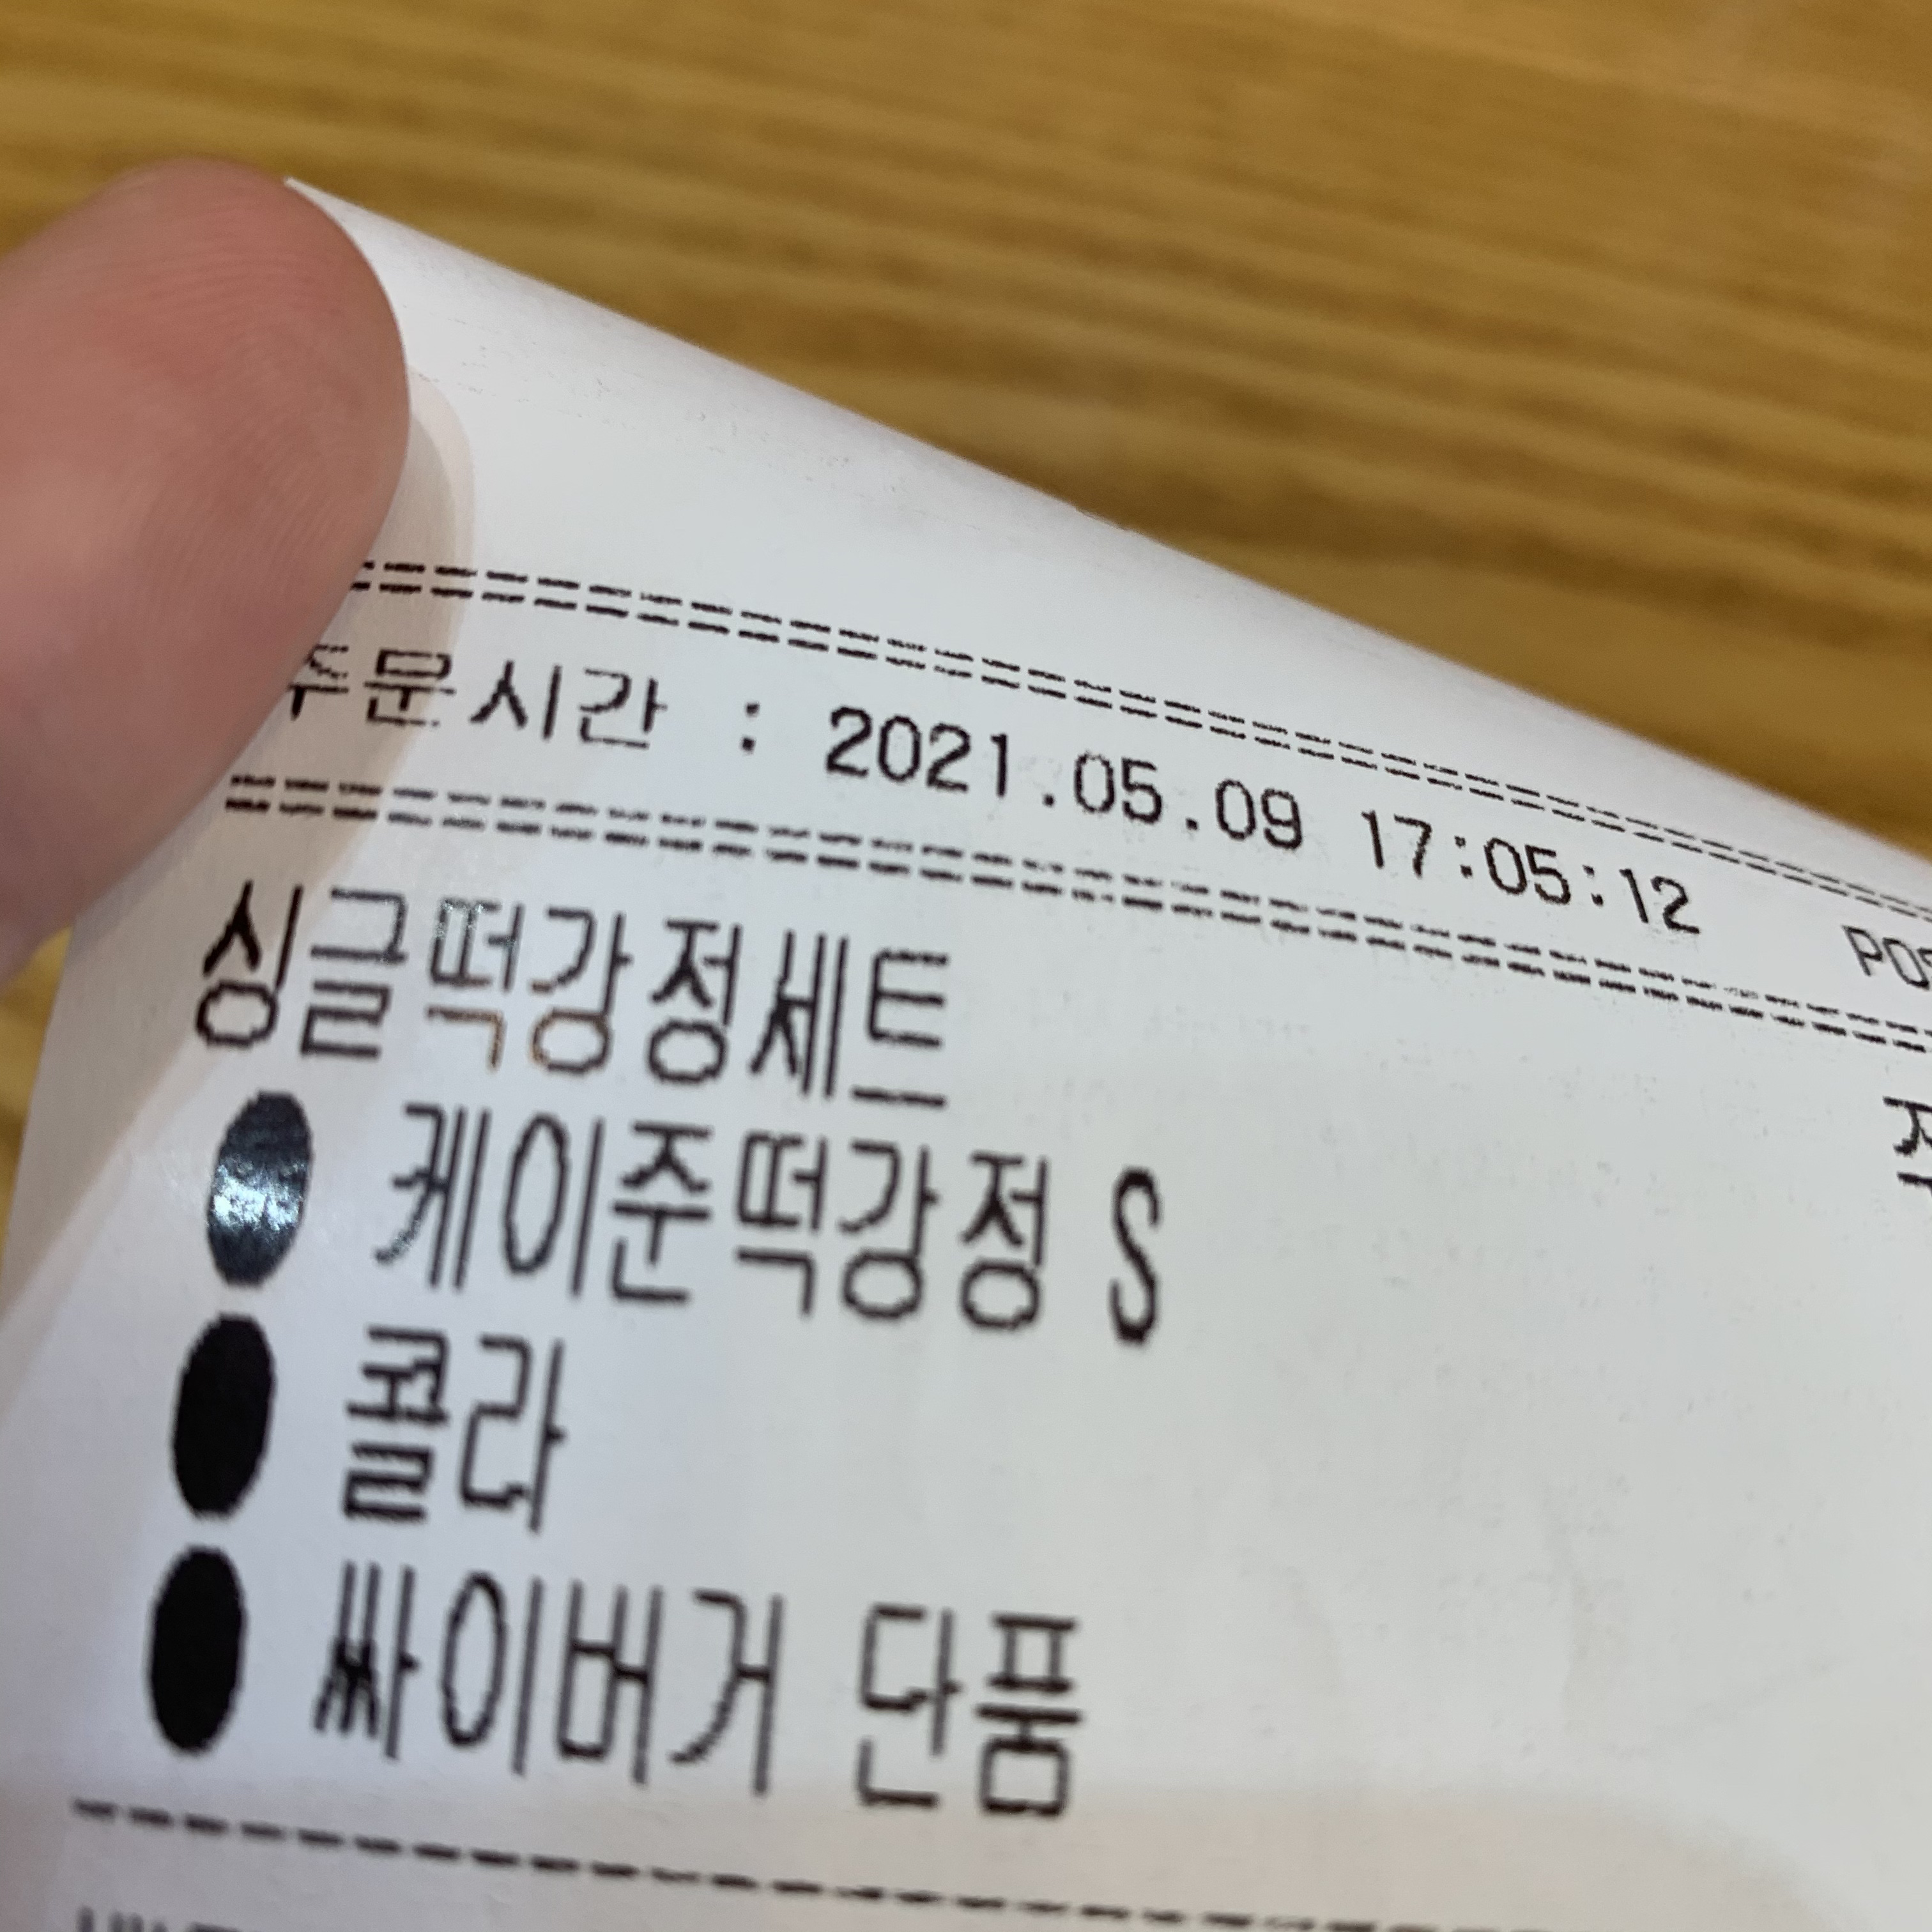 주문시간 : 2021.05.09 17:05:12
싱글떡강정세트
● 케이준떡강정 S
● 콜라
● 싸이버거 단품